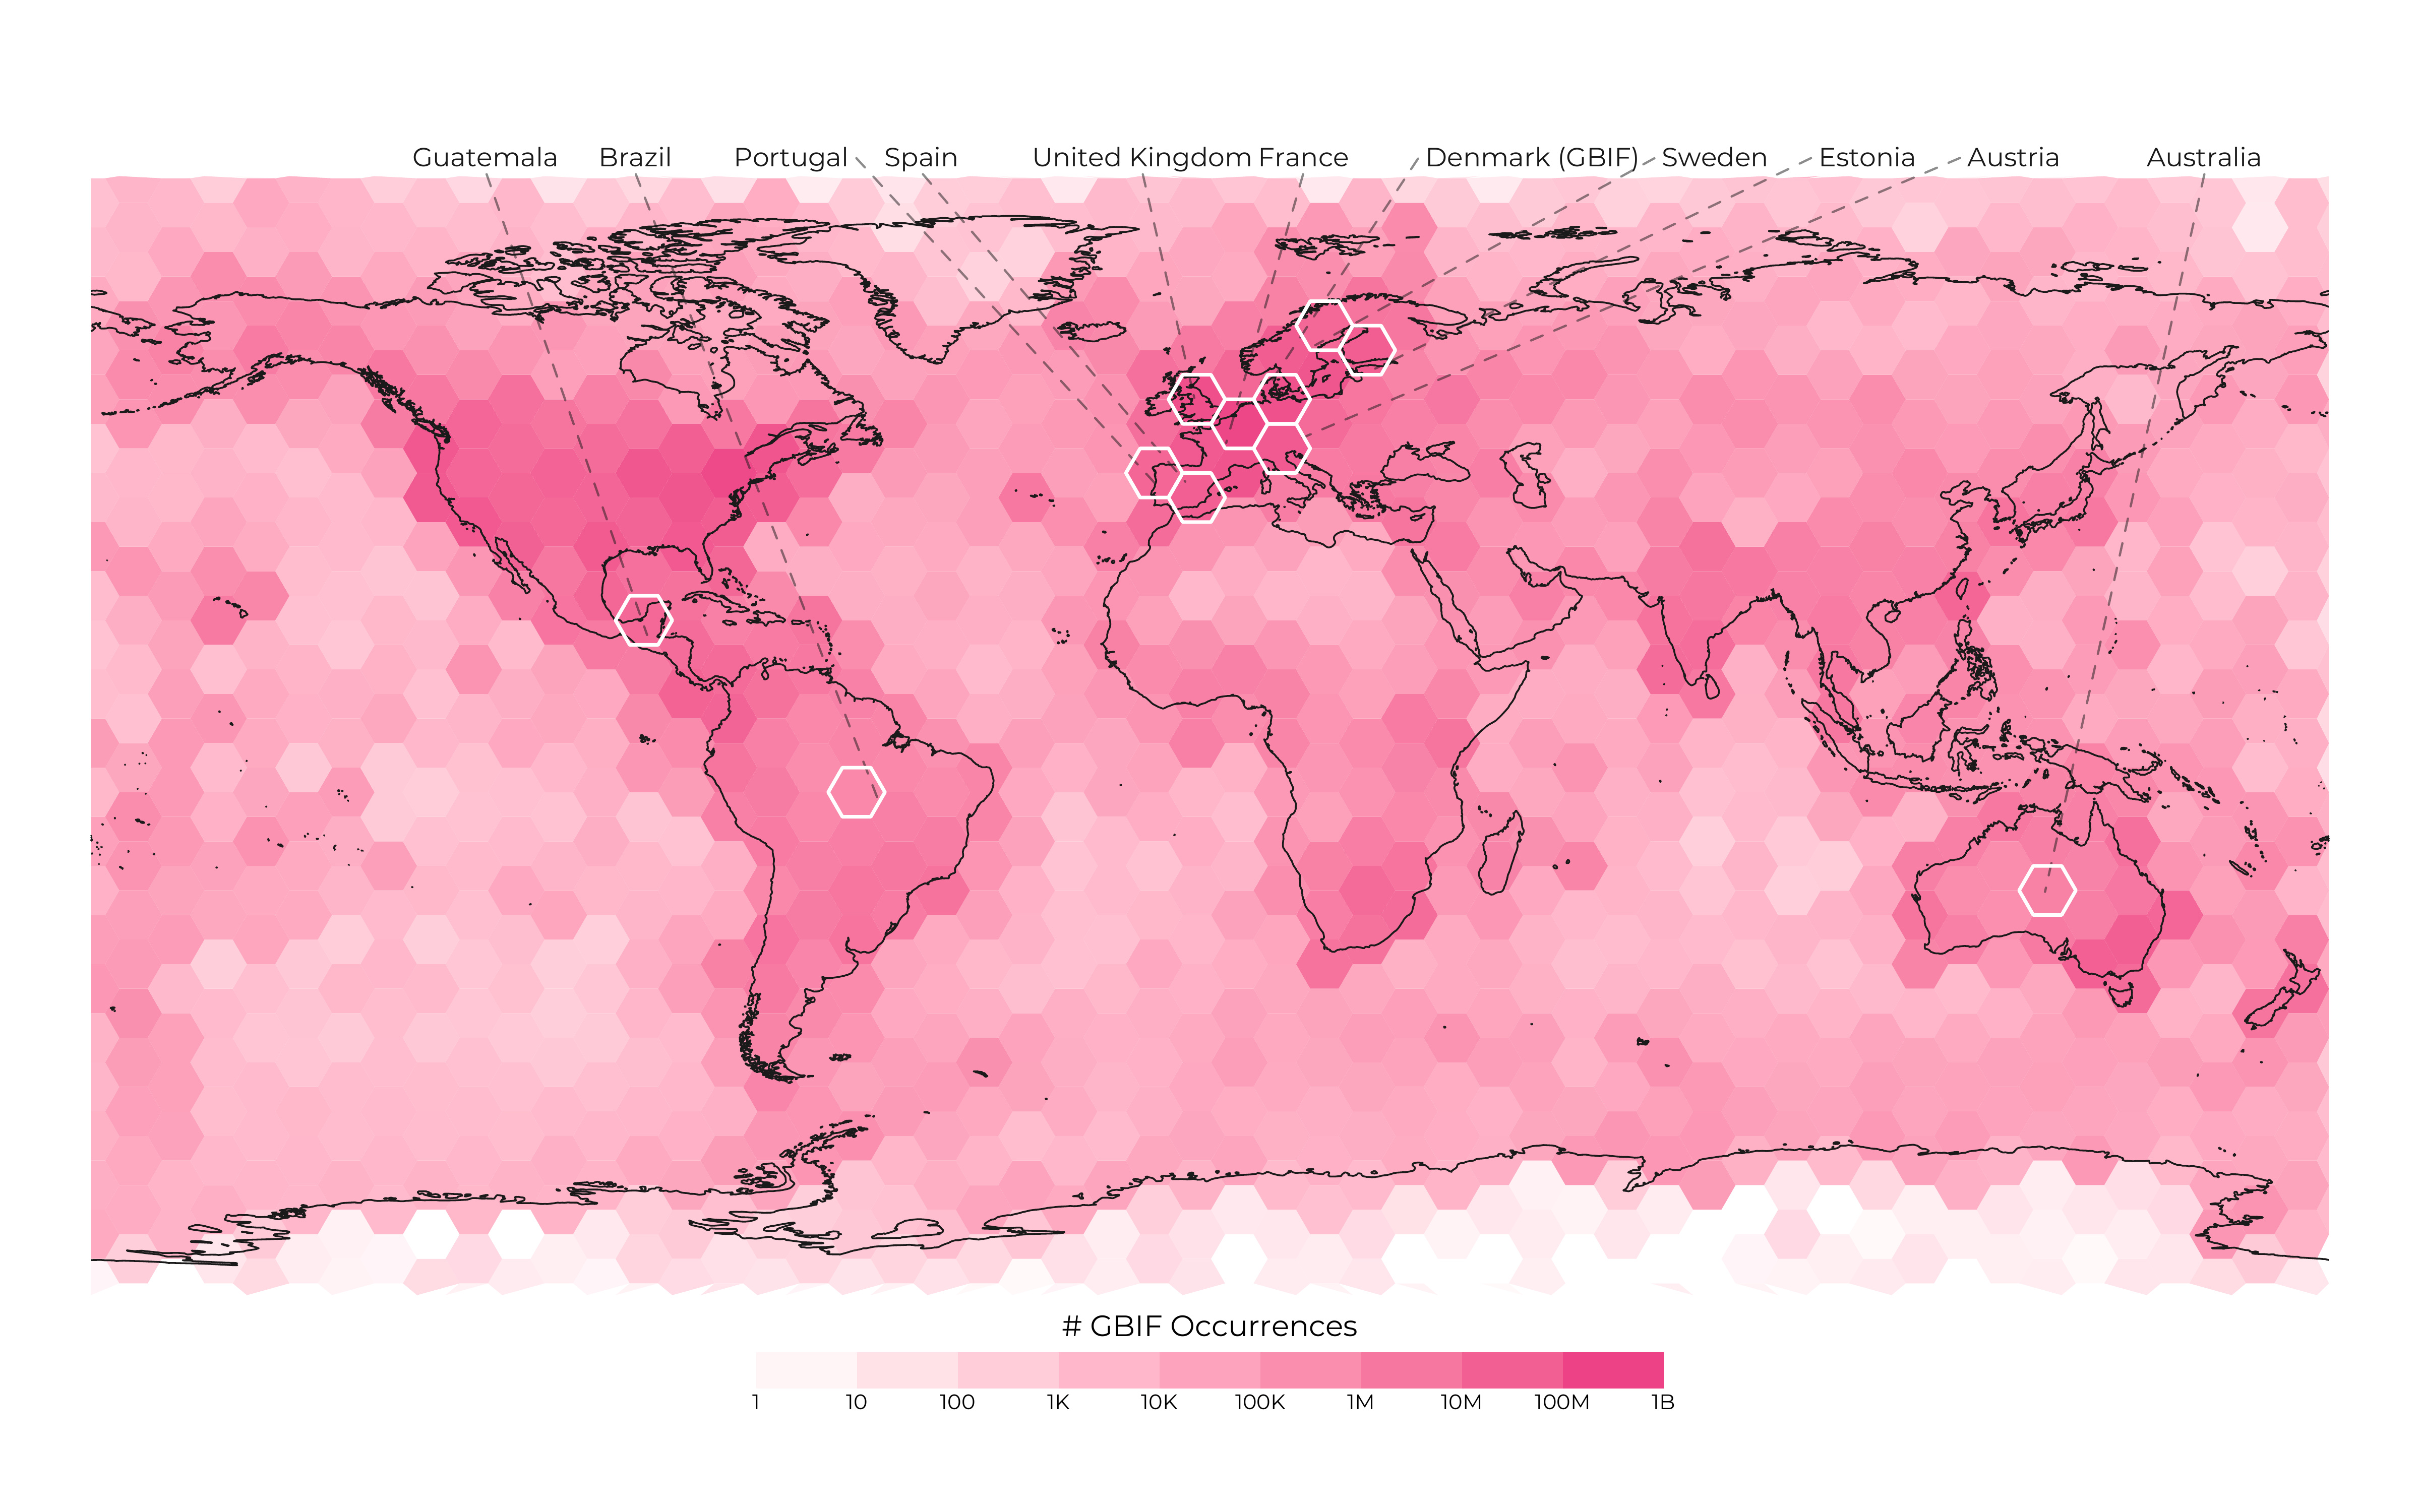 Guatemala Brazil Portugal Spain United Kingdom France Denmark (GBIF) Sweden Estonia Austria Australia
# GBIF Occurrences
1 10 100 1K 10K 100K 1M 10M 100M 1B